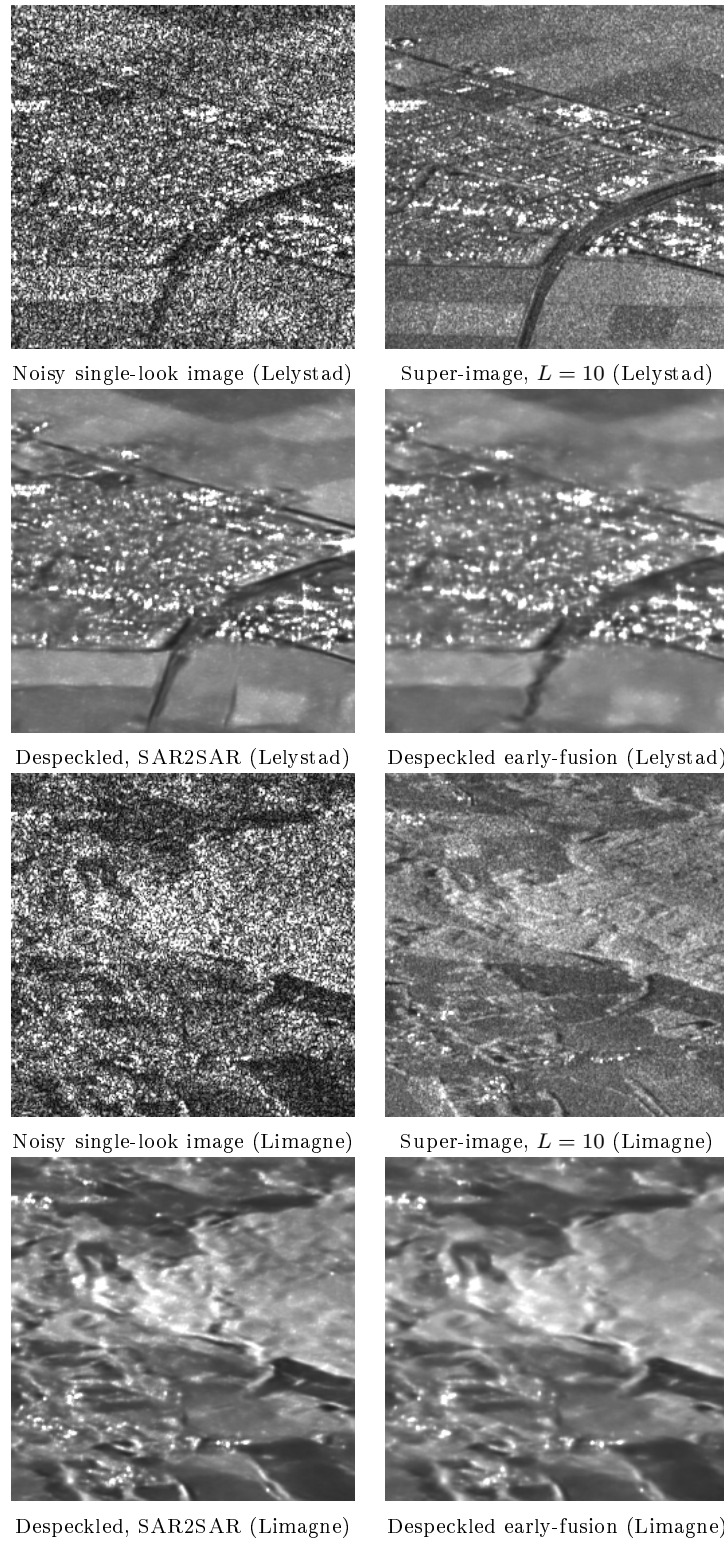 Noisy single-look image (Lelystad)
Super-image, L = 10 (Lelystad)
Despeckled, SAR2SAR (Lelystad)
Despeckled early-fusion (Lelystad)
Noisy single-look image (Limagne)
Super-image, L = 10 (Limagne)
Despeckled, SAR2SAR (Limagne)
Despeckled early-fusion (Limagne)